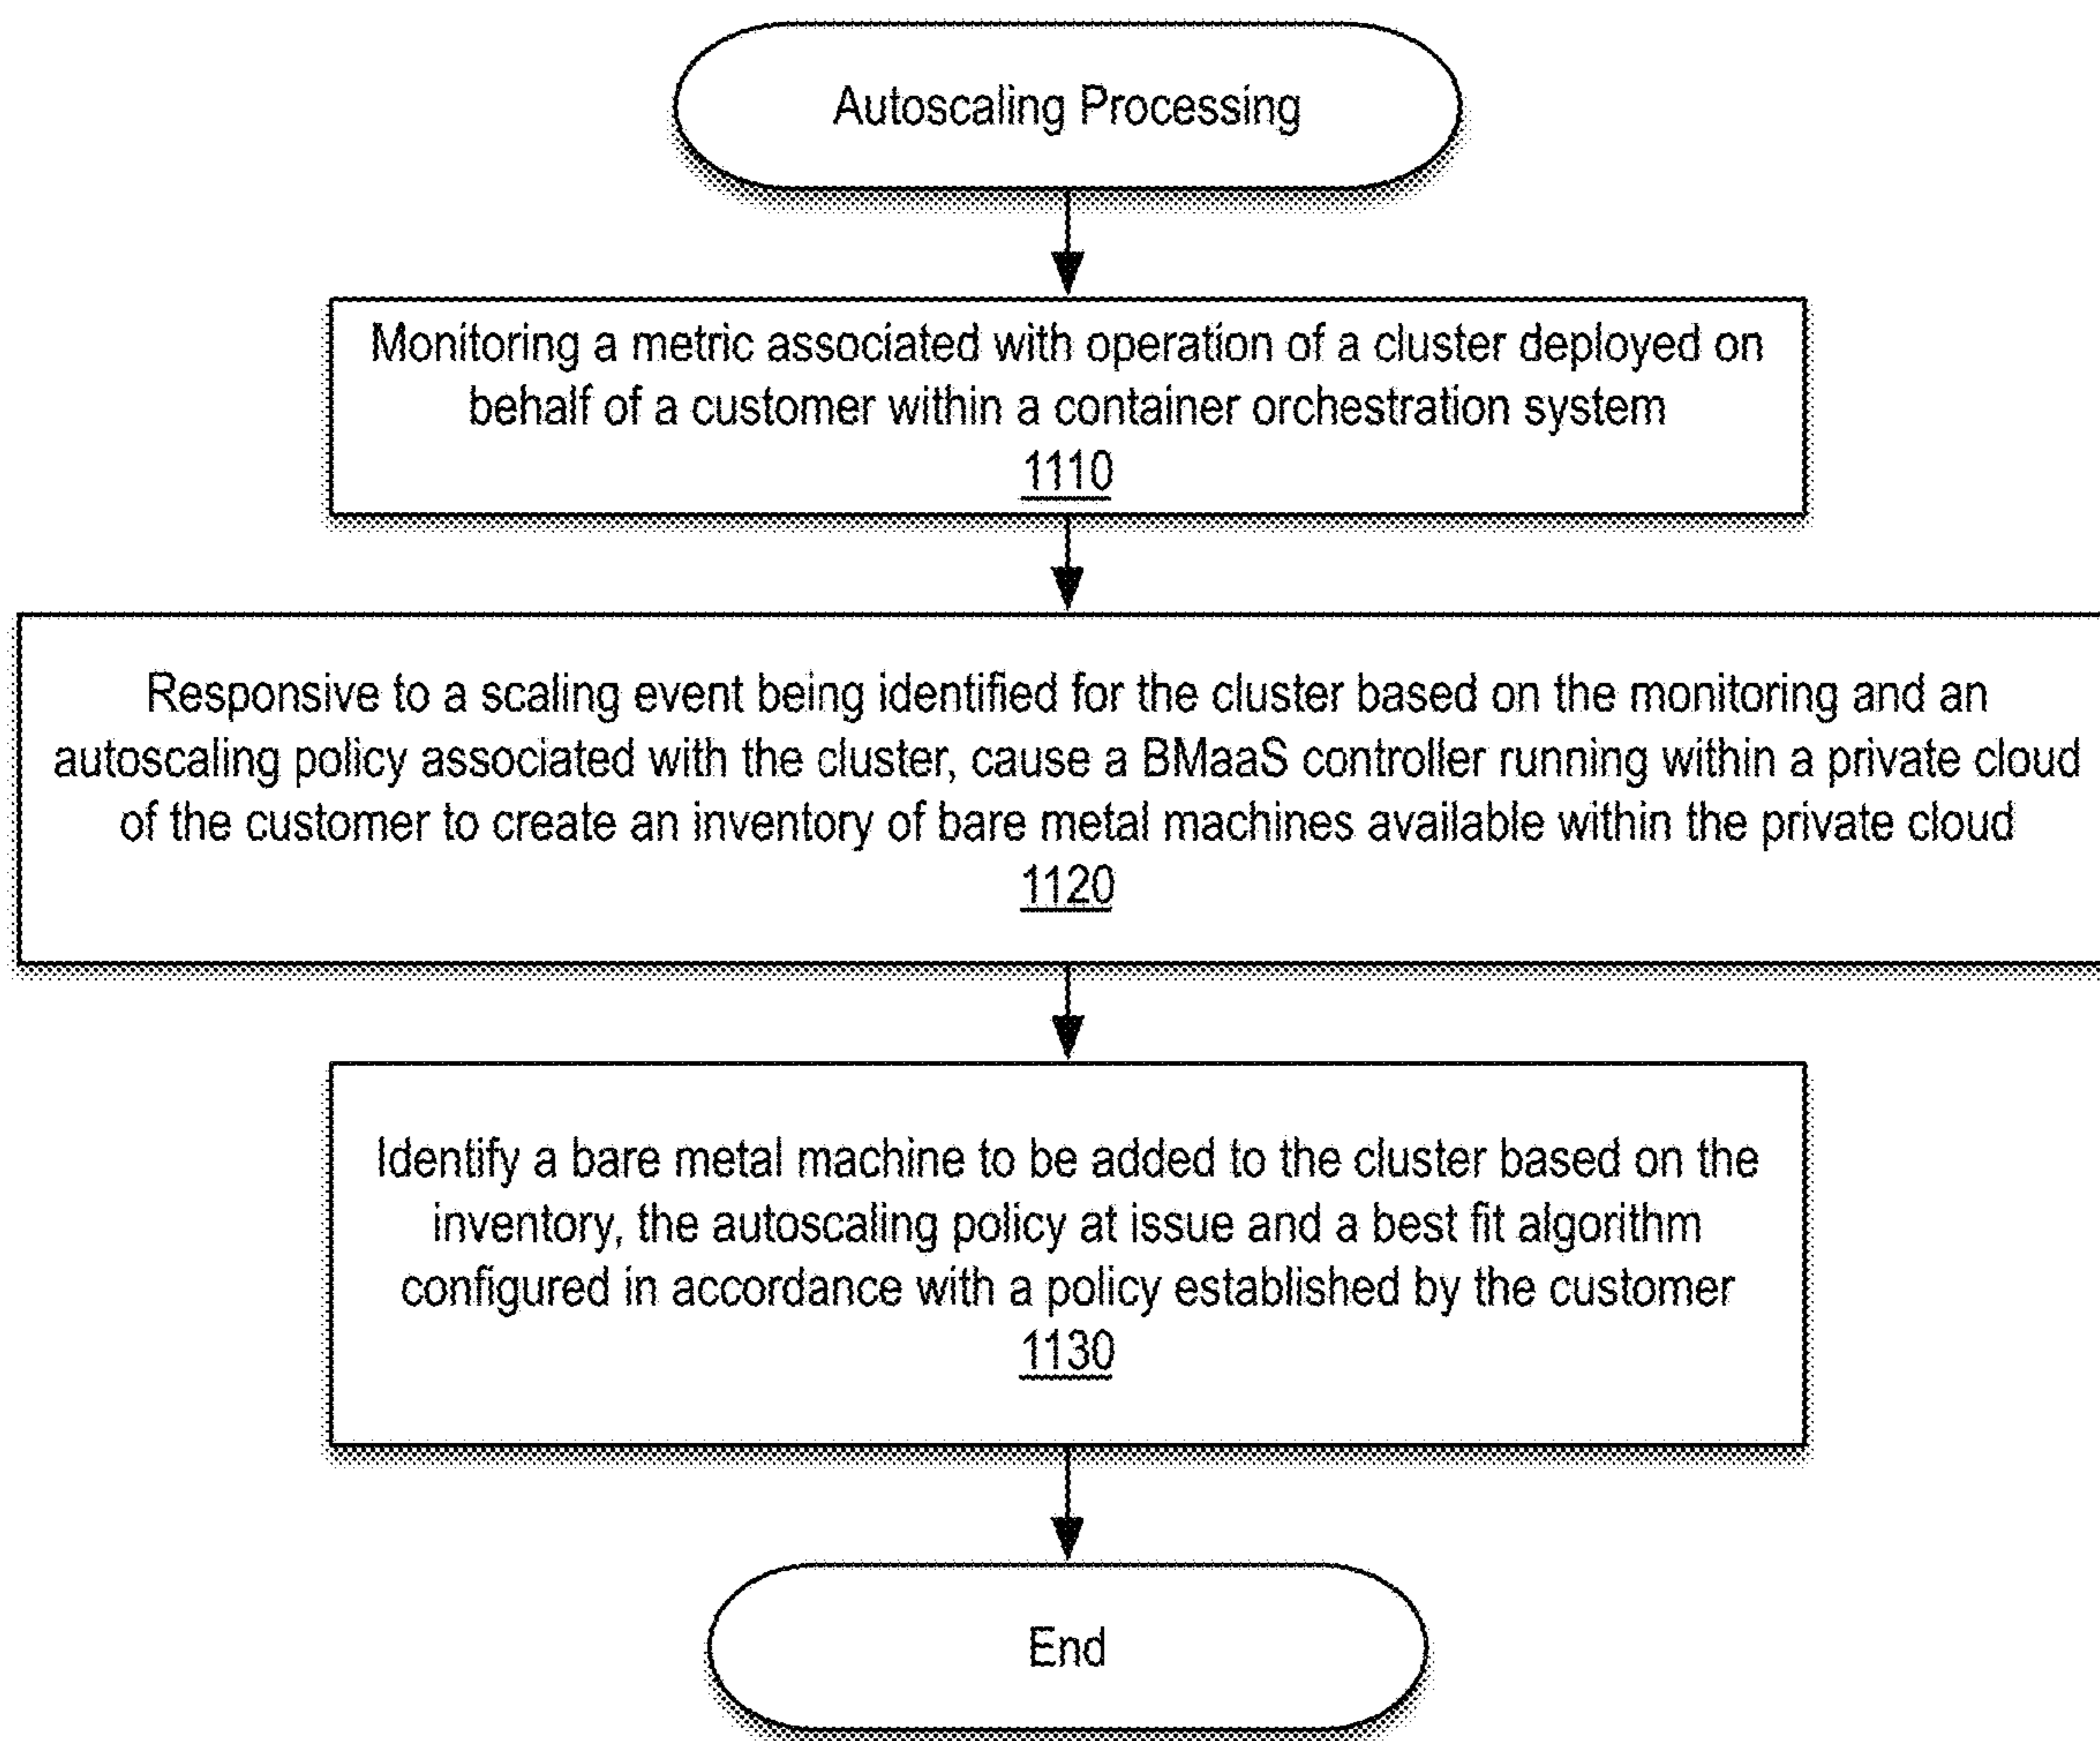 Autoscaling Processing
Monitoring a metric associated with operation of a cluster deployed on
behalf of a customer within a container orchestration system
1110
Responsive to a scaling event being identified for the cluster based on the monitoring and an
autoscaling policy associated with the cluster, cause a BMaaS controller running within a private cloud
of the customer to create an inventory of bare metal machines available within the private cloud
1120
Identify a bare metal machine to be added to the cluster based on the
inventory, the autoscaling policy at issue and a best fit algorithm
configured in accordance with a policy established by the customer
1130
End